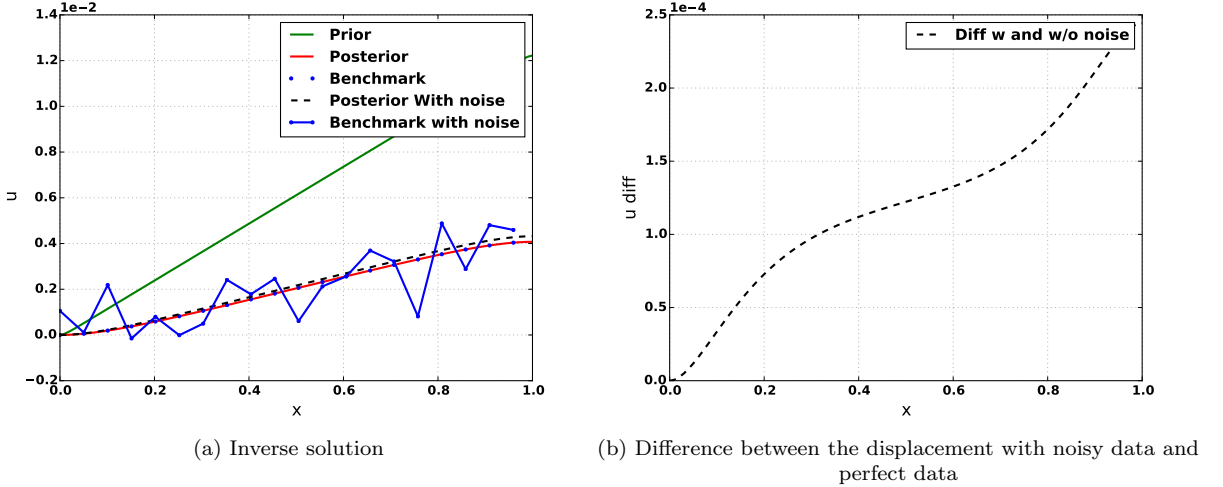 1e−2
1.4
1.2
1.0
0.8
0.6
0.4
0.2
0.0
−0.2
u
Prior
Posterior
Benchmark
Posterior With noise
Benchmark with noise
0.0 0.2 0.4 0.6 0.8 1.0
x
(a) Inverse solution
1e−4
2.5
2.0
1.5
1.0
0.5
0.0
u diff
Diff w and w/o noise
0.0 0.2 0.4 0.6 0.8 1.0
x
(b) Difference between the displacement with noisy data and
perfect data